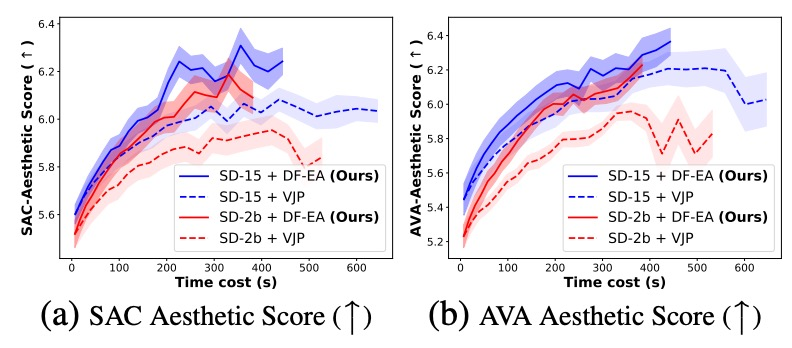 SAC-Aesthetic Score (↑)
6.4
6.2
6.0
5.8
5.6
0 100 200 300 400 500 600
Time cost (s)
SD-15 + DF-EA (Ours)
SD-15 + VJP
SD-2b + DF-EA (Ours)
SD-2b + VJP
(a) SAC Aesthetic Score (↑)
AVA-Aesthetic Score (↑)
6.4
6.2
6.0
5.8
5.6
5.4
5.2
0 100 200 300 400 500 600
Time cost (s)
SD-15 + DF-EA (Ours)
SD-15 + VJP
SD-2b + DF-EA (Ours)
SD-2b + VJP
(b) AVA Aesthetic Score (↑)